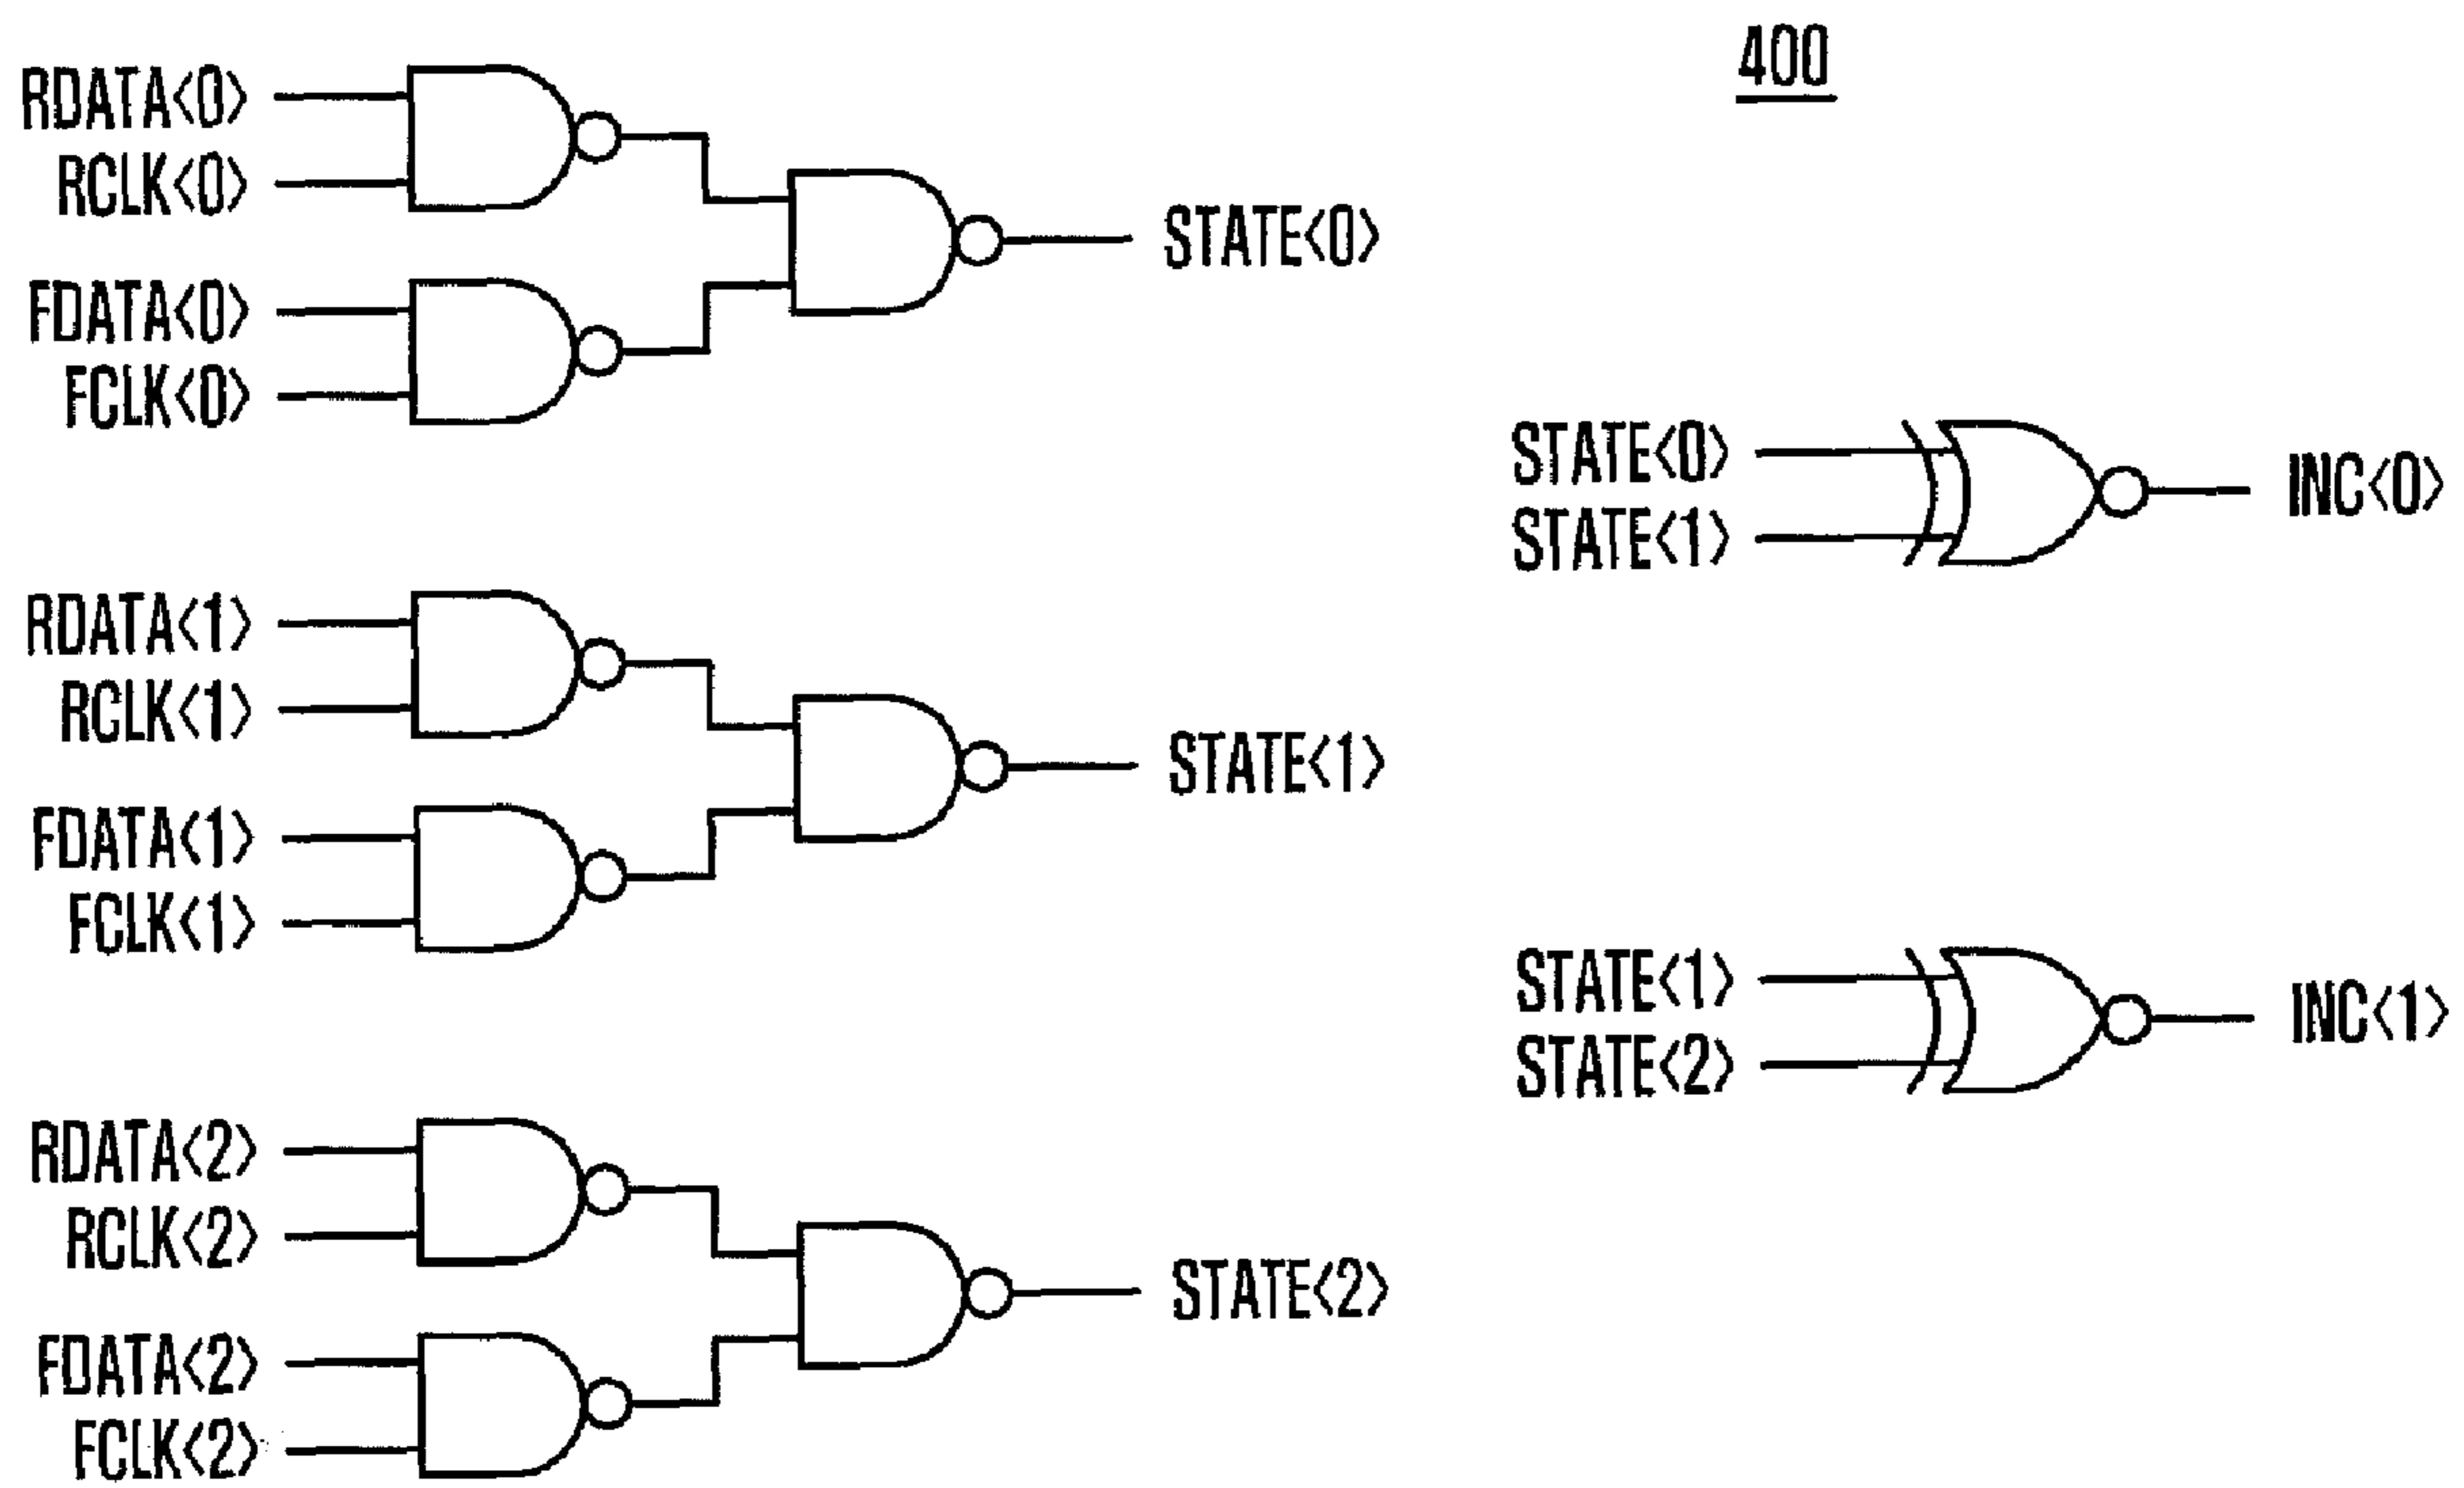 400
RDATA<0>
RCLK<0>
FDATA<0>
FCLK<0>
STATE<0>
RDATA<1>
RCLK<1>
FDATA<1>
FCLK<1>
STATE<1>
RDATA<2>
RCLK<2>
FDATA<2>
FCLK<2>
STATE<2>
STATE<0>
STATE<1>
INC<0>
STATE<1>
STATE<2>
INC<1>